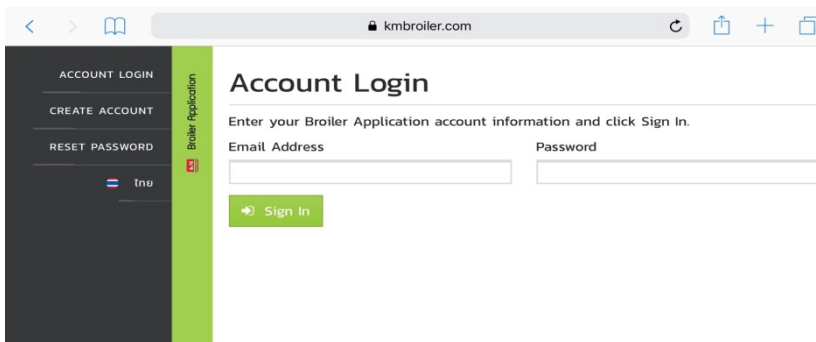 kmbroiler.com
ACCOUNT LOGIN
CREATE ACCOUNT
RESET PASSWORD
ไทย
Broiler Application
Account Login
Enter your Broiler Application account information and click Sign In.
Email Address
Password
Sign In